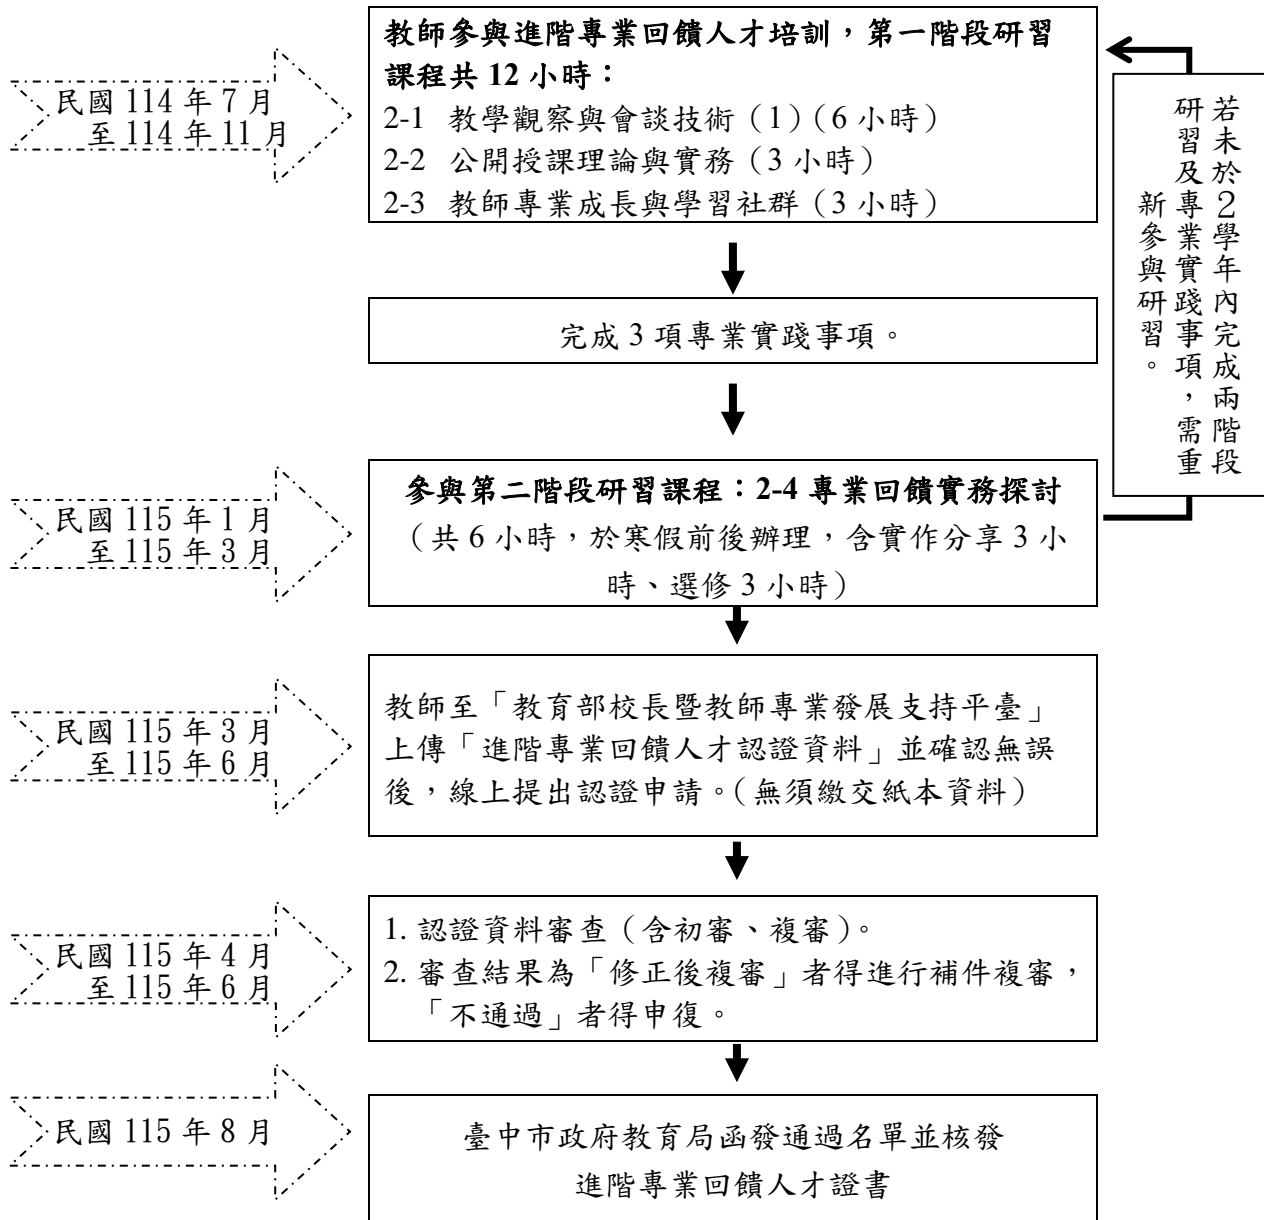 教師參與進階專業回饋人才培訓，第一階段研習
課程共 12 小時：
2-1 教學觀察與會談技術（1）（6 小時）
2-2 公開授課理論與實務（3 小時）
2-3 教師專業成長與學習社群（3 小時）
民國 114 年 7 月
至 114 年 11 月
若未於２學年內完成兩階段
研習及專業實踐事項，需重
新參與研習。
完成 3 項專業實踐事項。
民國 115 年 1 月
至 115 年 3 月
參與第二階段研習課程：2-4 專業回饋實務探討
（共 6 小時，於寒假前後辦理，含實作分享 3 小
時、選修 3 小時）
民國 115 年 3 月
至 115 年 6 月
教師至「教育部校長暨教師專業發展支持平臺」
上傳「進階專業回饋人才認證資料」並確認無誤
後，線上提出認證申請。（無須繳交紙本資料）
民國 115 年 4 月
至 115 年 6 月
1. 認證資料審查（含初審、複審）。
2. 審查結果為「修正後複審」者得進行補件複審，
「不通過」者得申復。
民國 115 年 8 月
臺中市政府教育局函發通過名單並核發
進階專業回饋人才證書